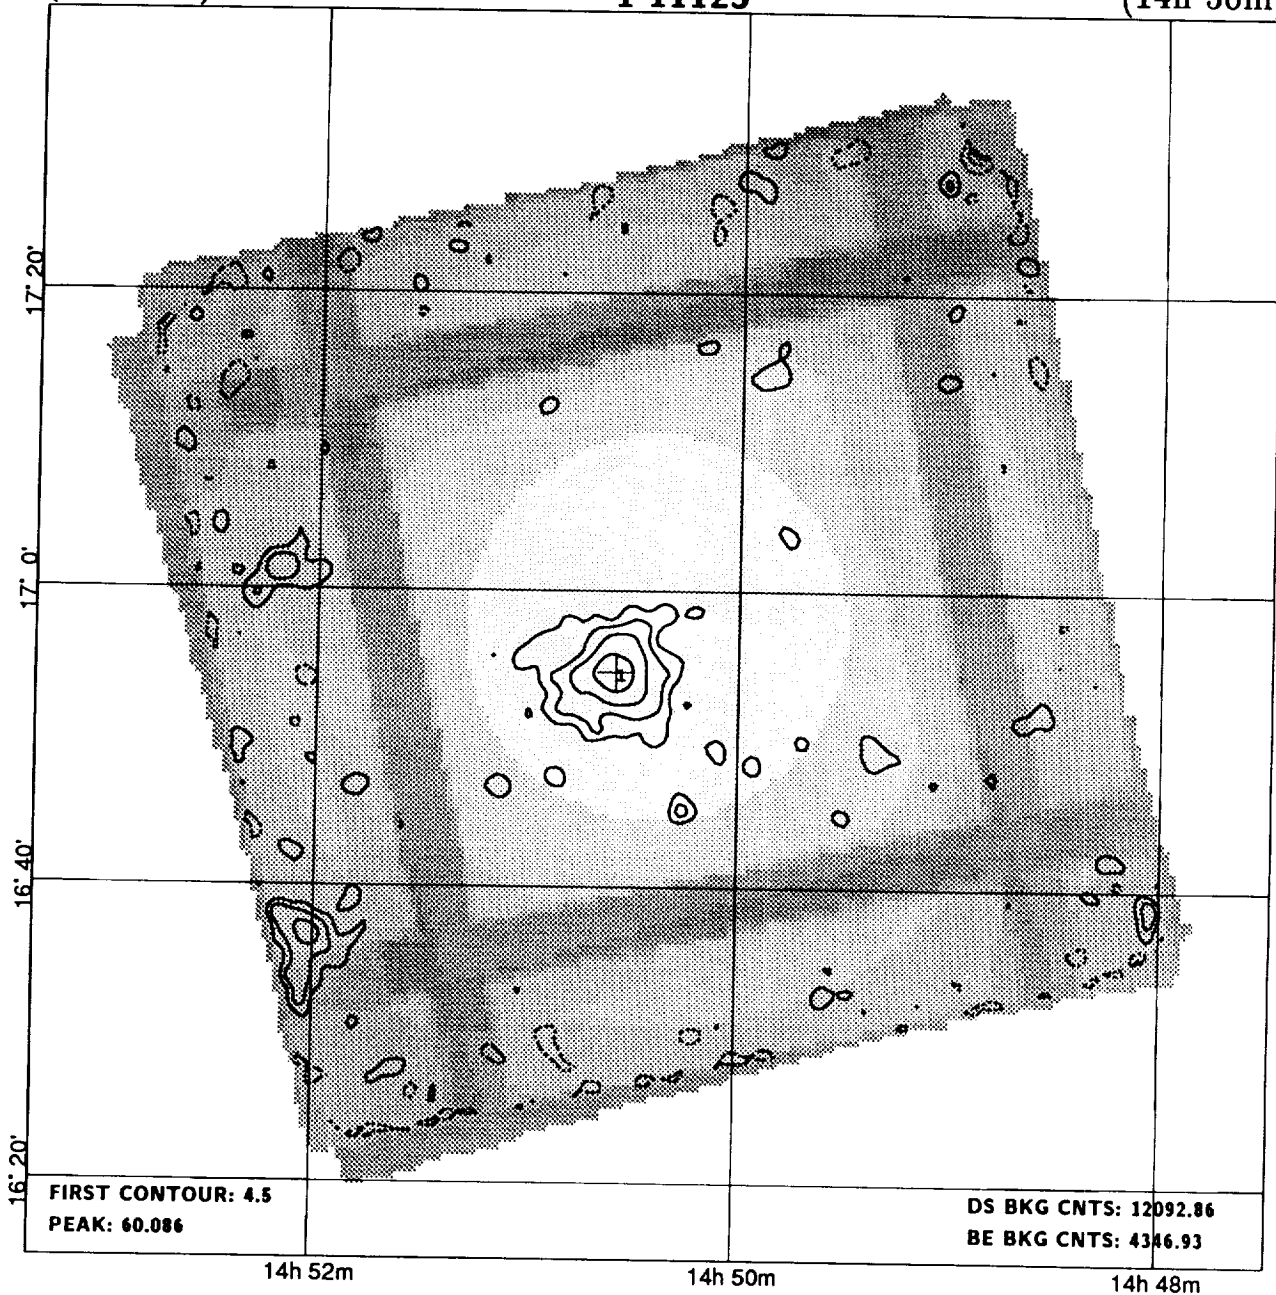 17° 20'
17° 0'
16° 40'
16° 20'
1
FIRST CONTOUR: 4.5
PEAK: 60.086
DS BKG CNTS: 12092.86
BE BKG CNTS: 4346.93
14h 52m
14h 50m
14h 48m